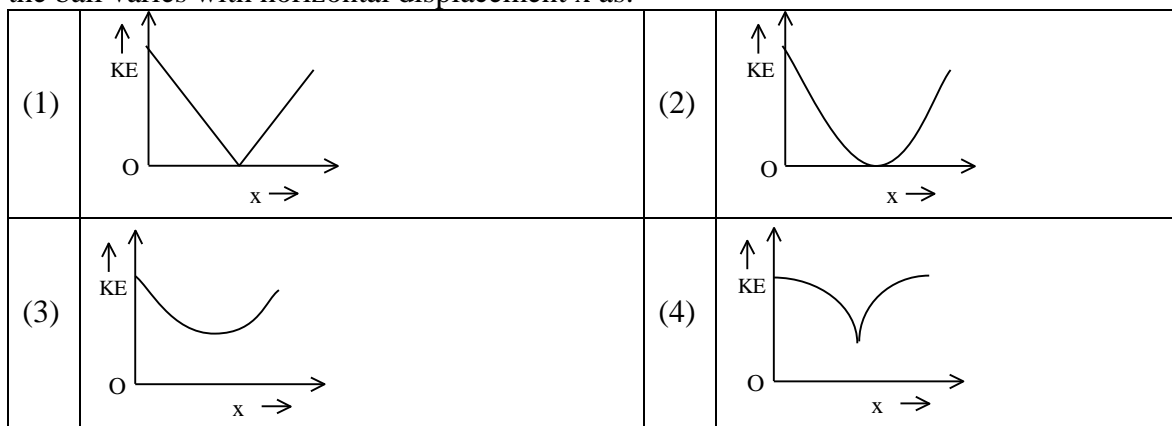 the ball varies with horizontal displacement x as:
(1) KE O x (2) KE O x
(3) KE O x (4) KE O x